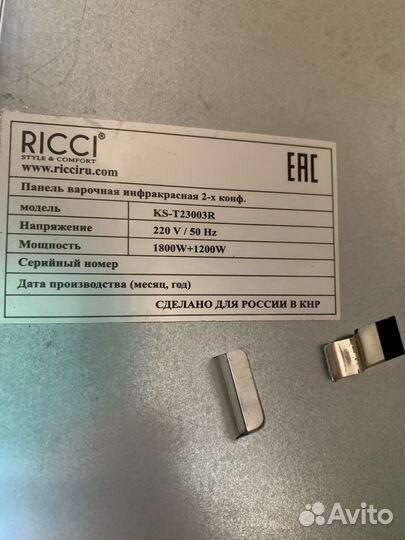 RICCI®
STYLE & COMFORT
www.ricciru.com
EAC
Панель варочная инфракрасная 2-х конф.
модель KS-T23003R
Напряжение 220 V / 50 Hz
Мощность 1800W+1200W
Серийный номер
Дата производства (месяц, год)
СДЕЛАНО ДЛЯ РОССИИ В КНР
Avito